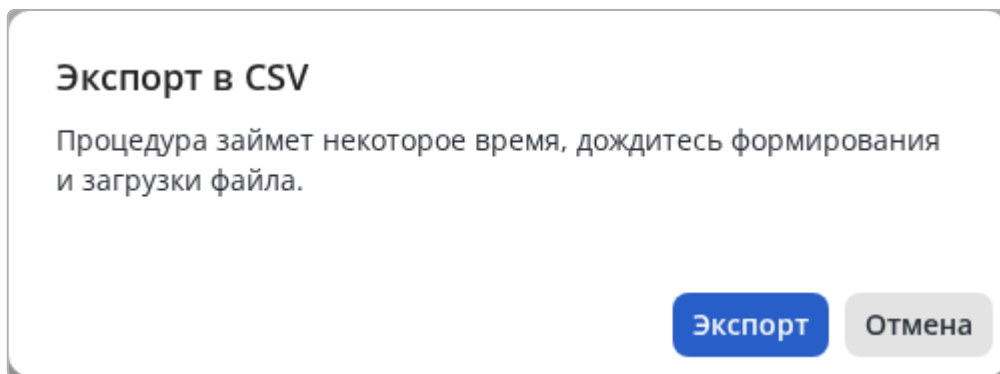 Экспорт в CSV
Процедура займет некоторое время, дождитесь формирования
и загрузки файла.
Экспорт Отмена